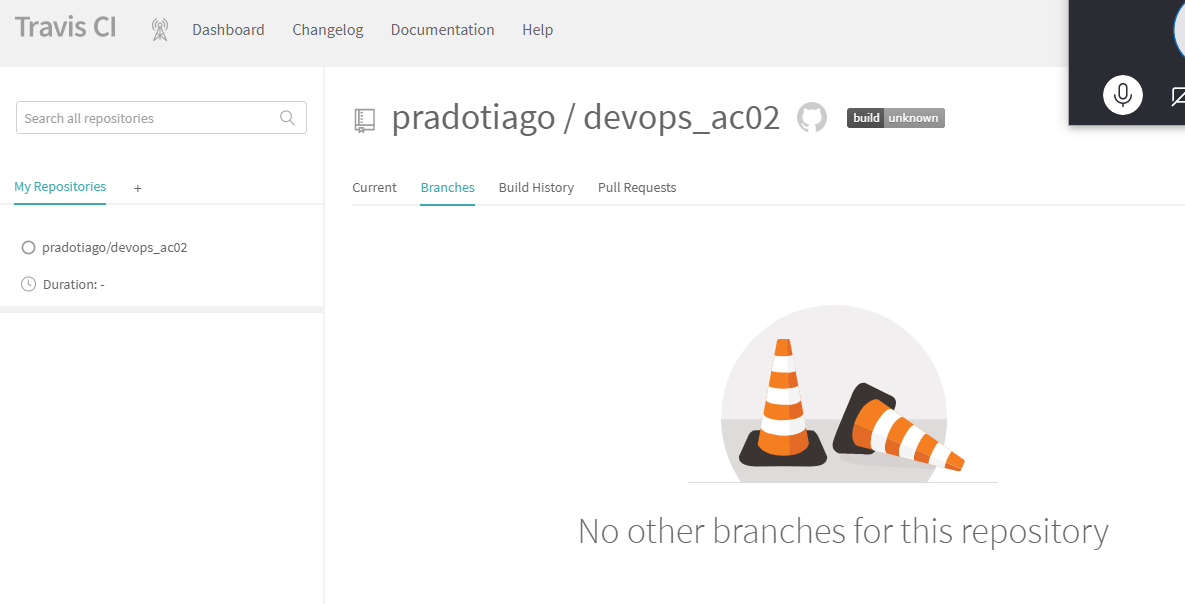 Travis CI
Dashboard
Changelog
Documentation
Help
Search all repositories
My Repositories
+
pradotiago/devops_ac02
Duration: -
pradotiago / devops_ac02
build unknown
Current
Branches
Build History
Pull Requests
No other branches for this repository